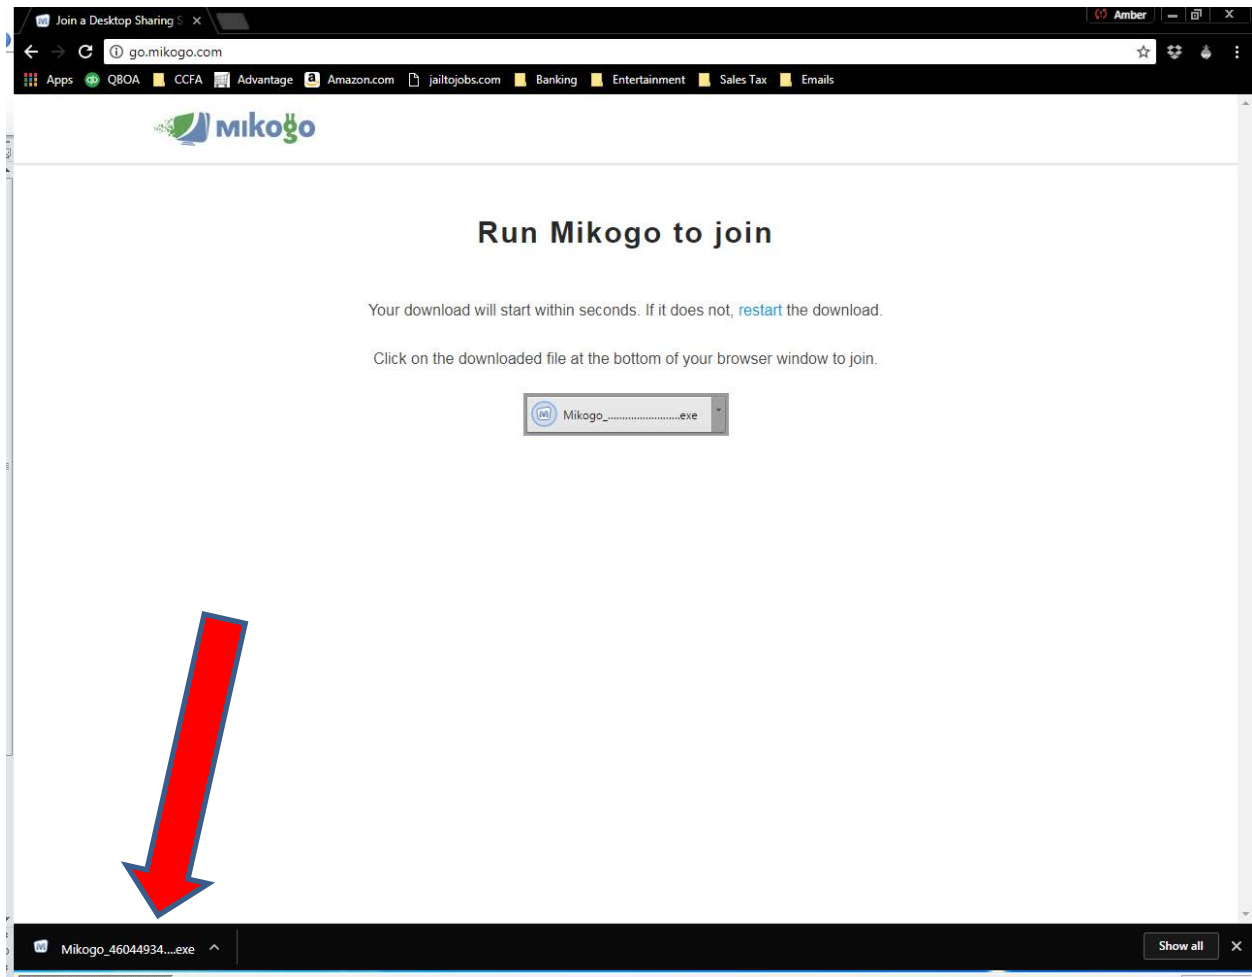 Join a Desktop Sharing S
Amber
go.mikogo.com
Apps QBOA CCFA Advantage Amazon.com jailtojobs.com Banking Entertainment Sales Tax Emails
mikogo
Run Mikogo to join
Your download will start within seconds. If it does not, restart the download.
Click on the downloaded file at the bottom of your browser window to join.
Mikogo_........................exe
Mikogo_46044934....exe
Show all